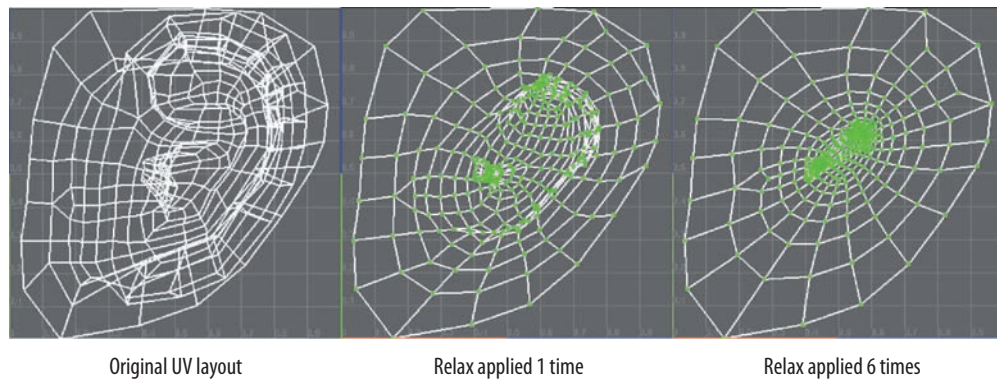 Original UV layout
Relax applied 1 time
Relax applied 6 times